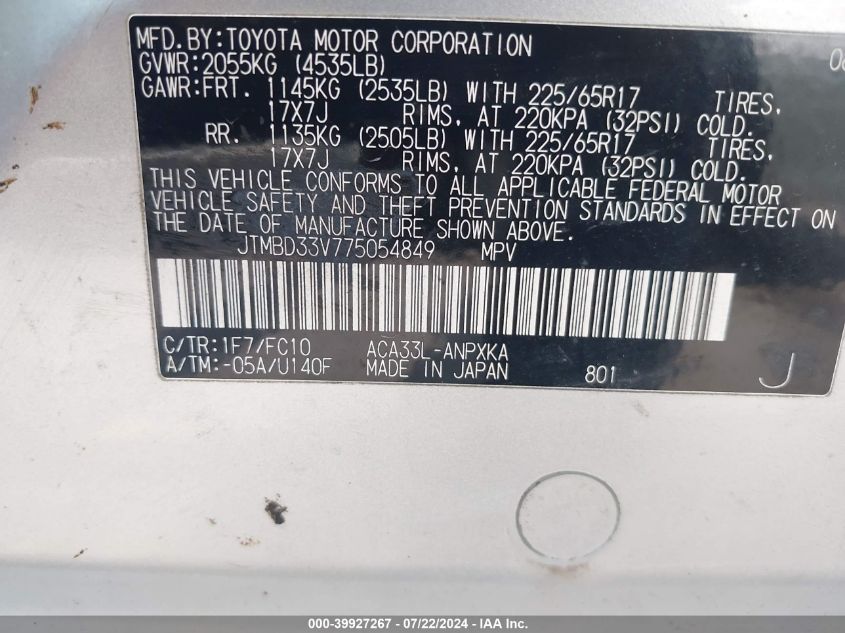 MFD.BY:TOYOTA MOTOR CORPORATION
GVWR:2055KG (4535LB)
GAWR:FRT. 1145KG (2535LB) WITH 225/65R17 TIRES,
17X7J RIMS, AT 220KPA (32PSI) COLD.
RR. 1135KG (2505LB) WITH 225/65R17 TIRES,
17X7J RIMS, AT 220KPA (32PSI) COLD.
THIS VEHICLE CONFORMS TO ALL APPLICABLE FEDERAL MOTOR
VEHICLE SAFETY AND THEFT PREVENTION STANDARDS IN EFFECT ON
THE DATE OF MANUFACTURE SHOWN ABOVE.
JTMBD33V775054849 MPV
C/TR:1F7/FC10 ACA33L-ANPXKA
A/TM:-05A/U140F MADE IN JAPAN 801 J
000-39927267 - 07/22/2024 - IAA Inc.